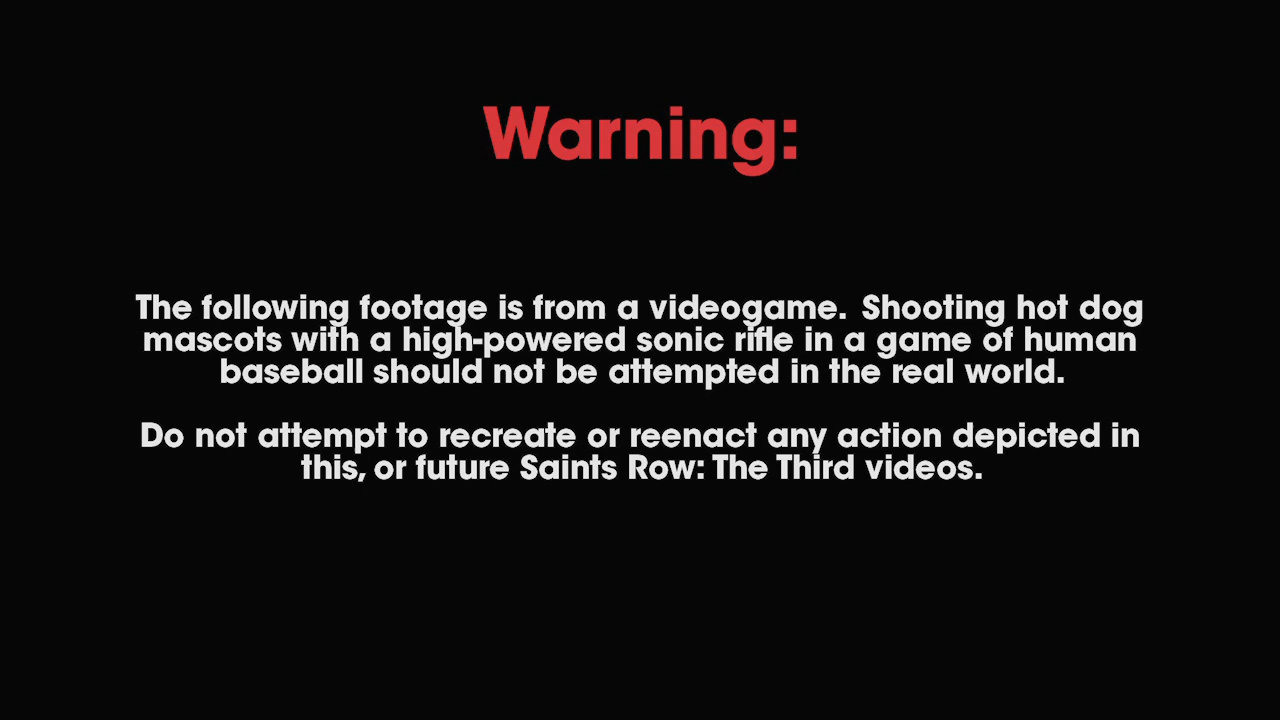 Warning:
The following footage is from a videogame. Shooting hot dog
mascots with a high-powered sonic rifle in a game of human
baseball should not be attempted in the real world.
Do not attempt to recreate or reenact any action depicted in
this, or future Saints Row: The Third videos.